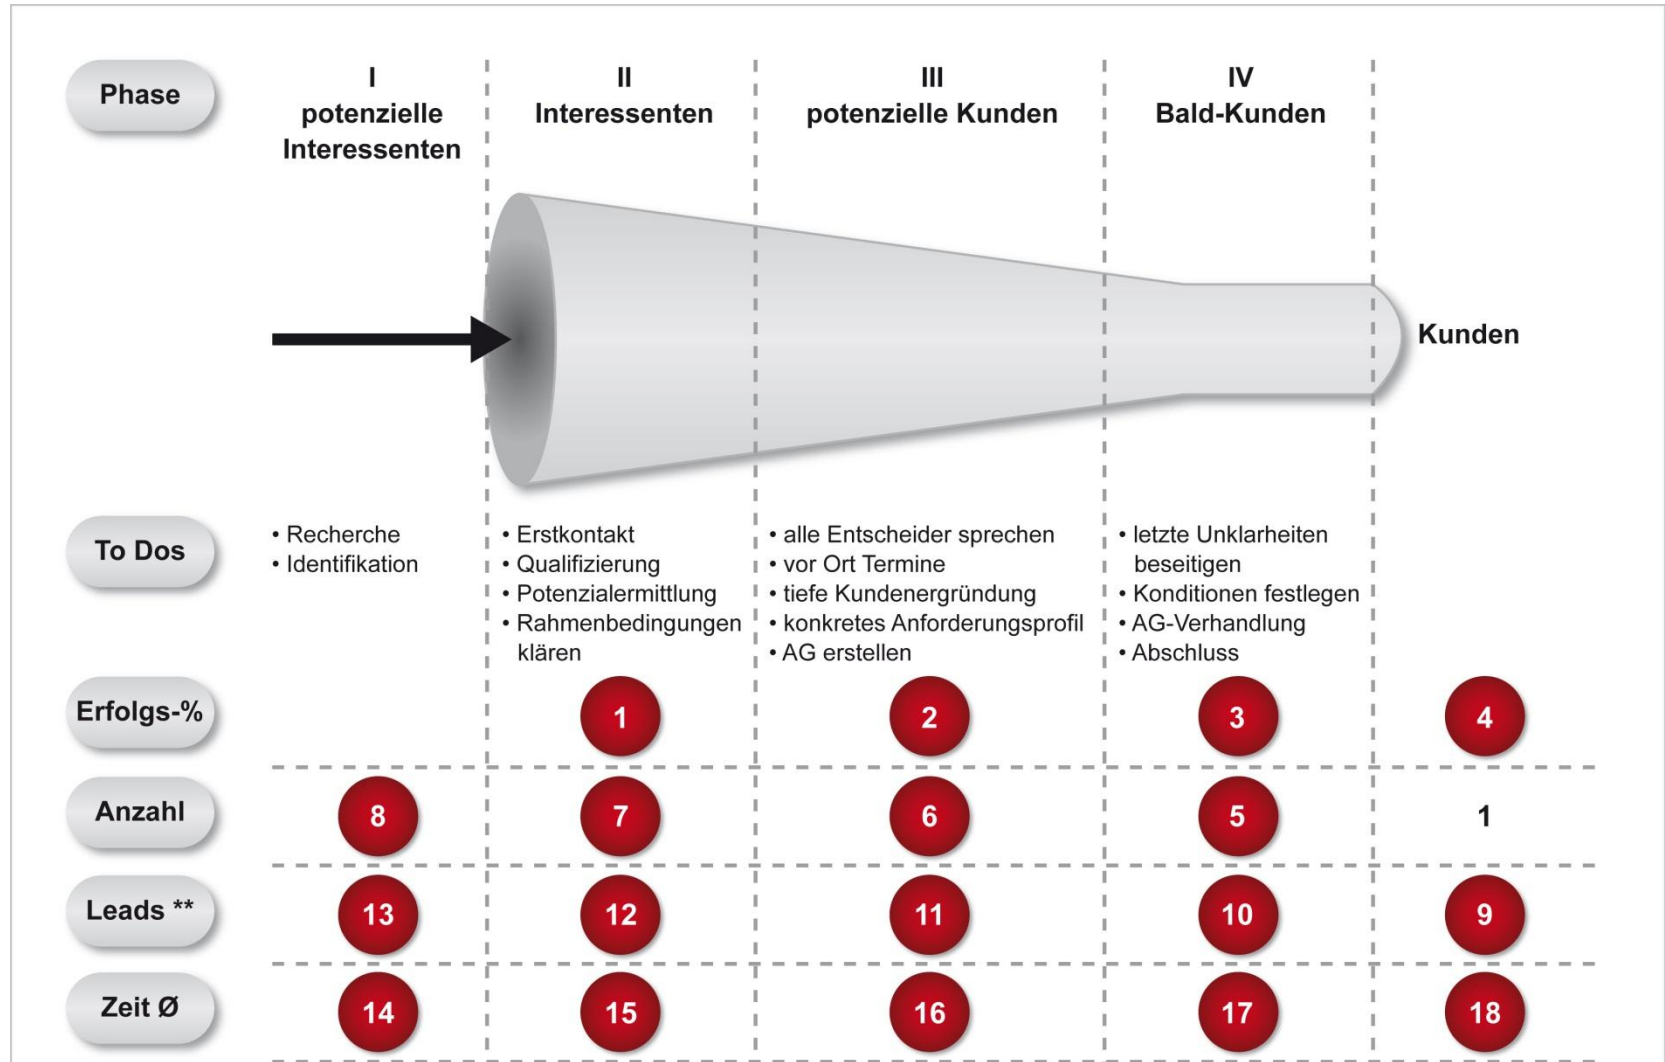 Phase
I
potenzielle
Interessenten
II
Interessenten
III
potenzielle Kunden
IV
Bald-Kunden
Kunden
To Dos
• Recherche
• Identifikation
• Erstkontakt
• Qualifizierung
• Potenzialermittlung
• Rahmenbedingungen
klären
• alle Entscheider sprechen
• vor Ort Termine
• tiefe Kundenergründung
• konkretes Anforderungsprofil
• AG erstellen
• letzte Unklarheiten
beseitigen
• Konditionen festlegen
• AG-Verhandlung
• Abschluss
Erfolgs-% 1 2 3 4
Anzahl 8 7 6 5 1
Leads ** 13 12 11 10 9
Zeit Ø 14 15 16 17 18